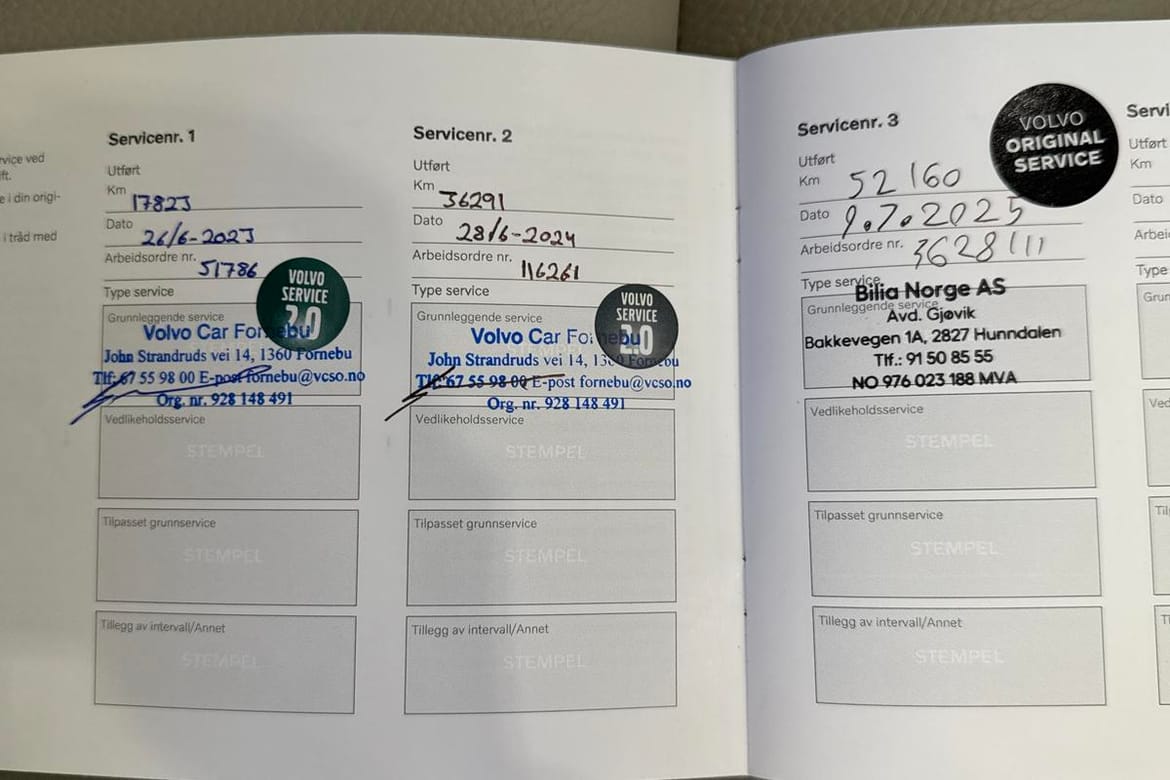 rvice ved
ft.
e i din origi-
i tråd med
Servicenr. 1
Utført
Km 17823
Dato 26/6-2023
Arbeidsordre nr. 51786
Type service
VOLVO
SERVICE
2.0
Grunnleggende service
Volvo Car Fornebu
John Strandruds vei 14, 1360 Fornebu
Tlf: 67 55 98 00 E-post fornebu@vcso.no
Org. nr. 928 148 491
Vedlikeholdsservice
STEMPEL
Tilpasset grunnservice
STEMPEL
Tillegg av intervall/Annet
STEMPEL
Servicenr. 2
Utført
Km 36291
Dato 28/6-2024
Arbeidsordre nr. 116261
Type service
VOLVO
SERVICE
2.0
Grunnleggende service
Volvo Car Fornebu
John Strandruds vei 14, 1360 Fornebu
Tlf: 67 55 98 00 E-post fornebu@vcso.no
Org. nr. 928 148 491
Vedlikeholdsservice
STEMPEL
Tilpasset grunnservice
STEMPEL
Tillegg av intervall/Annet
STEMPEL
Servicenr. 3
VOLVO
ORIGINAL
SERVICE
Utført
Km 52160
Dato 9.7.2025
Arbeidsordre nr. 3628111
Type service
Grunnleggende service
Bilia Norge AS
Avd. Gjøvik
Bakkevegen 1A, 2827 Hunndalen
Tlf.: 91 50 85 55
NO 976 023 188 MVA
Vedlikeholdsservice
STEMPEL
Tilpasset grunnservice
STEMPEL
Tillegg av intervall/Annet
STEMPEL
Servi
Utført
Km
Dato
Arbei
Type
Grun
Ved
Til
T